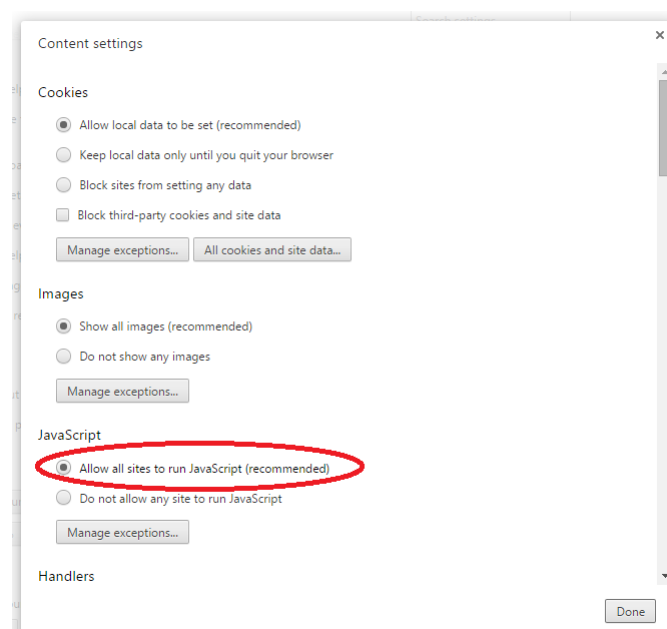 Search settings
Content settings
Cookies
Allow local data to be set (recommended)
Keep local data only until you quit your browser
Block sites from setting any data
Block third-party cookies and site data
Manage exceptions... All cookies and site data...
Images
Show all images (recommended)
Do not show any images
Manage exceptions...
JavaScript
Allow all sites to run JavaScript (recommended)
Do not allow any site to run JavaScript
Manage exceptions...
Handlers
Done